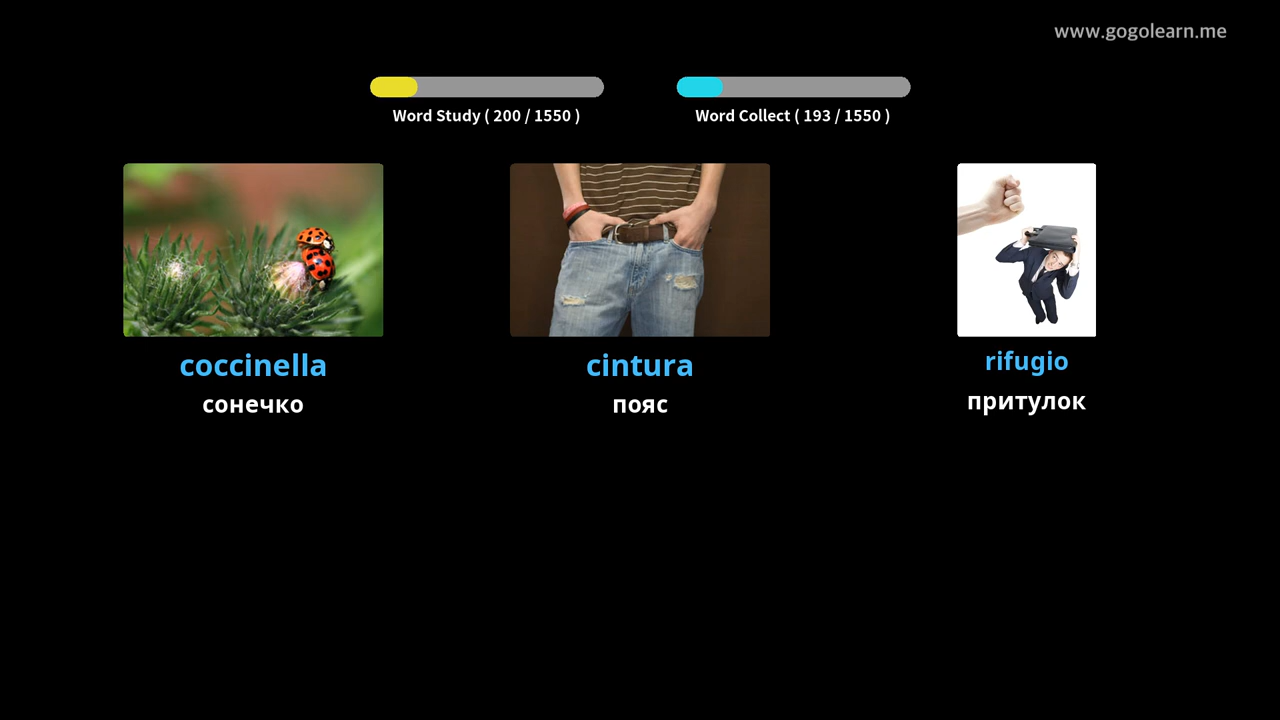 www.gogolearn.me
Word Study ( 200 / 1550 )
Word Collect ( 193 / 1550 )
coccinella
сонечко
cintura
пояс
rifugio
притулок